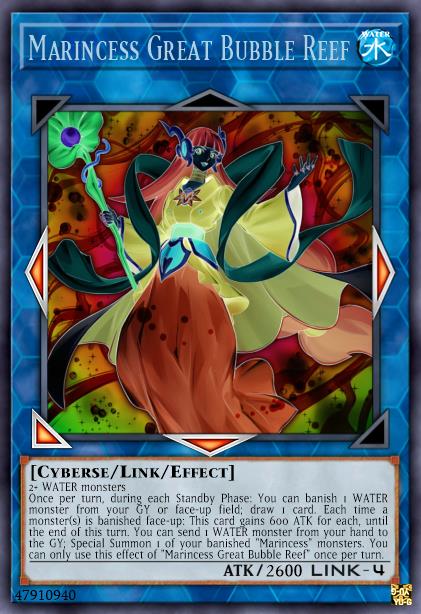 Marincess Great Bubble Reef
WATER
水
[Cyberse/Link/Effect]
2+ WATER monsters
Once per turn, during each Standby Phase: You can banish 1 WATER
monster from your GY or face-up field; draw 1 card. Each time a
monster(s) is banished face-up: This card gains 600 ATK for each, until
the end of this turn. You can send 1 WATER monster from your hand to
the GY; Special Summon 1 of your banished "Marincess" monsters. You
can only use this effect of "Marincess Great Bubble Reef" once per turn.
ATK/2600 LINK-4
47910940